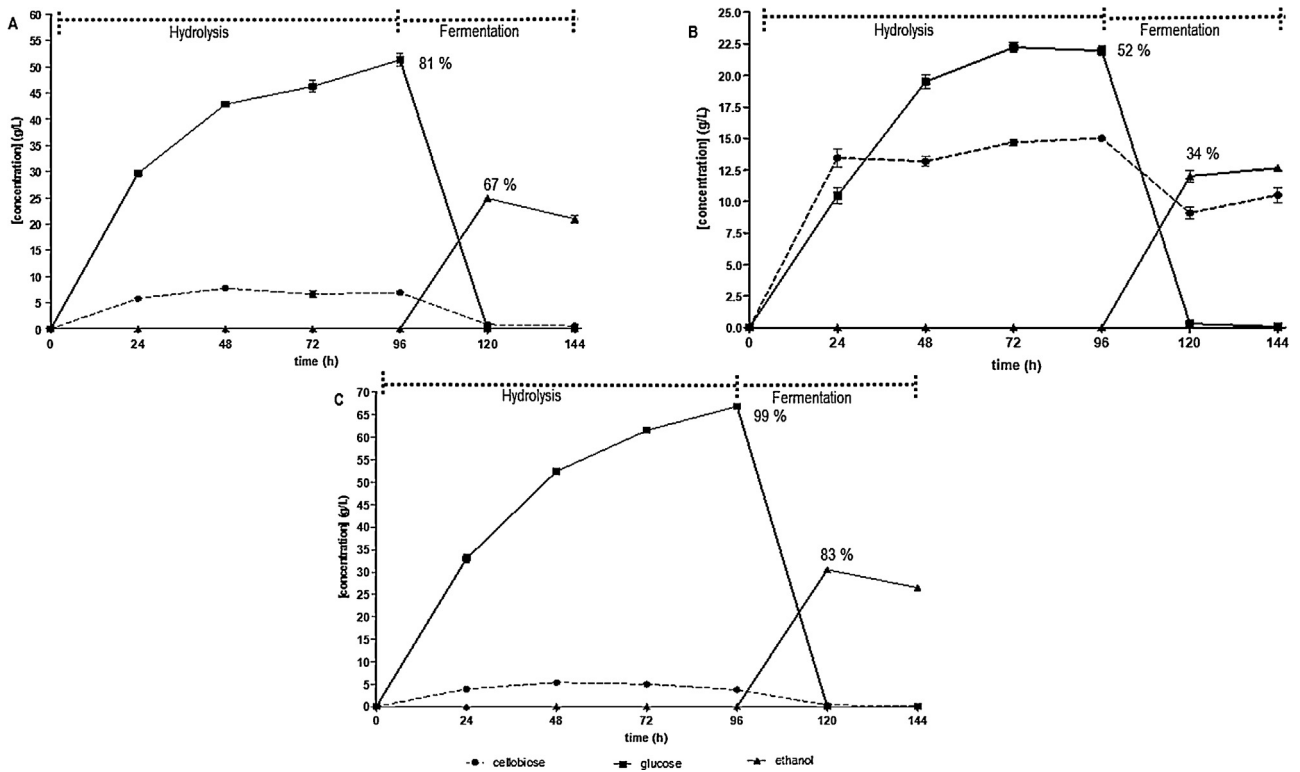 A
Hydrolysis
Fermentation
60
55
50
45
40
35
30
25
20
15
10
5
0
[concentration] (g/L)
81 %
67 %
0 24 48 72 96 120 144
time (h)
B
Hydrolysis
Fermentation
25.0
22.5
20.0
17.5
15.0
12.5
10.0
7.5
5.0
2.5
0.0
[concentration] (g/L)
52 %
34 %
0 24 48 72 96 120 144
time (h)
C
Hydrolysis
Fermentation
70
65
60
55
50
45
40
35
30
25
20
15
10
5
0
[concentration] (g/L)
99 %
83 %
0 24 48 72 96 120 144
time (h)
cellobiose glucose ethanol